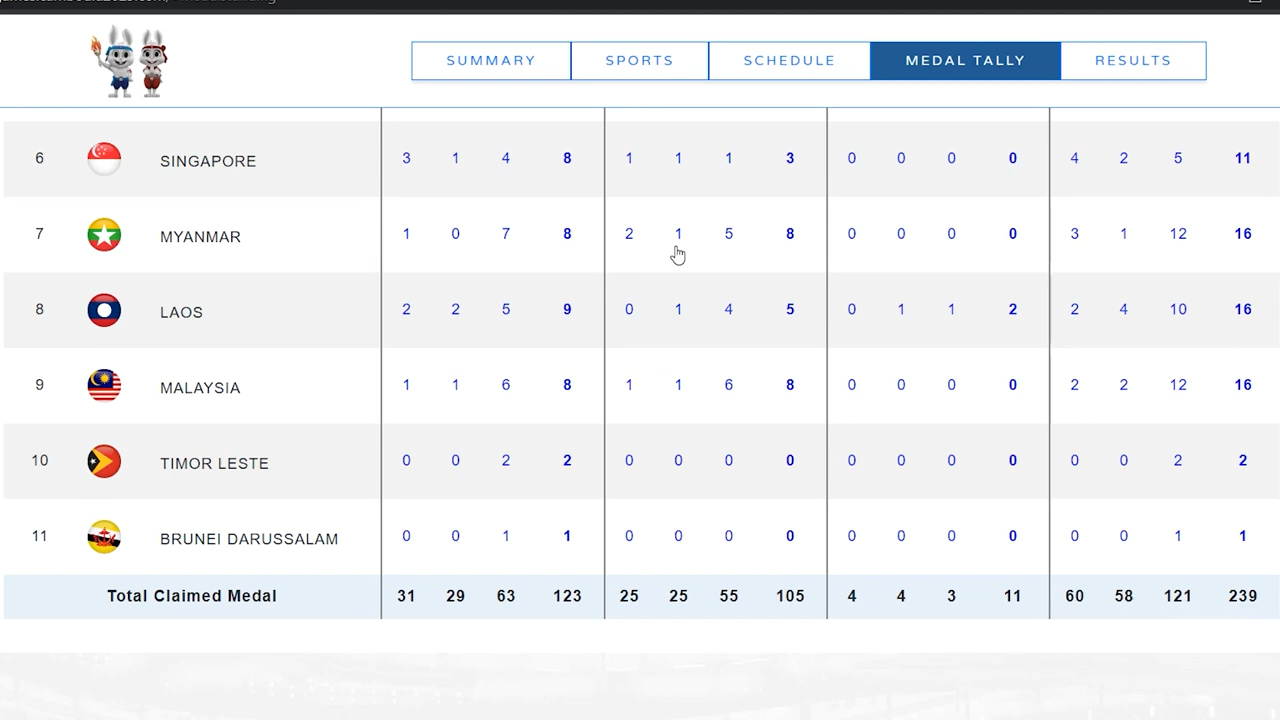 SUMMARY SPORTS SCHEDULE MEDAL TALLY RESULTS
6 SINGAPORE 3 1 4 8 1 1 1 3 0 0 0 0 4 2 5 11
7 MYANMAR 1 0 7 8 2 1 5 8 0 0 0 0 3 1 12 16
8 LAOS 2 2 5 9 0 1 4 5 0 1 1 2 2 4 10 16
9 MALAYSIA 1 1 6 8 1 1 6 8 0 0 0 0 2 2 12 16
10 TIMOR LESTE 0 0 2 2 0 0 0 0 0 0 0 0 0 0 2 2
11 BRUNEI DARUSSALAM 0 0 1 1 0 0 0 0 0 0 0 0 0 0 1 1
Total Claimed Medal 31 29 63 123 25 25 55 105 4 4 3 11 60 58 121 239